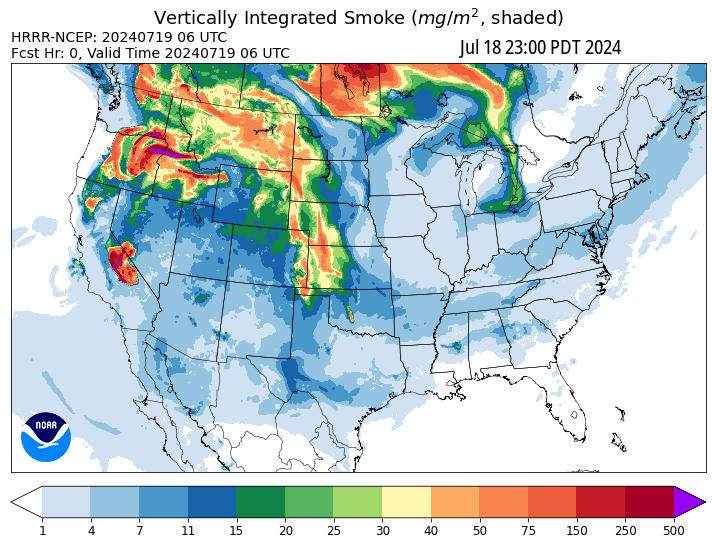 Vertically Integrated Smoke (mg/m², shaded)
HRRR-NCEP: 20240719 06 UTC
Fcst Hr: 0, Valid Time 20240719 06 UTC
Jul 18 23:00 PDT 2024
NOAA
1 4 7 11 15 20 25 30 40 50 75 150 250 500